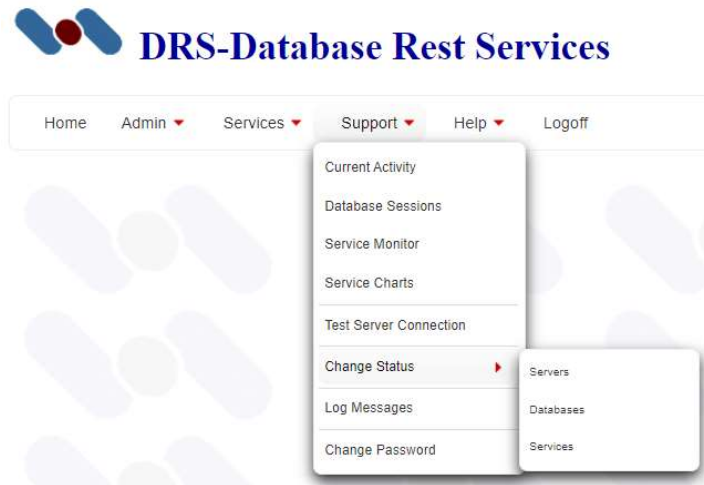 DRS-Database Rest Services
Home Admin Services Support Help Logoff
Current Activity
Database Sessions
Service Monitor
Service Charts
Test Server Connection
Change Status
Servers
Databases
Log Messages
Services
Change Password